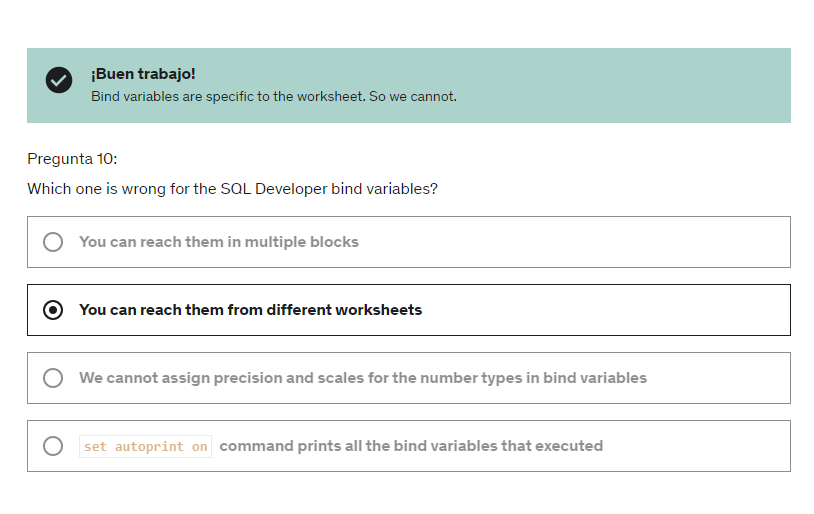 ¡Buen trabajo!
Bind variables are specific to the worksheet. So we cannot.
Pregunta 10:
Which one is wrong for the SQL Developer bind variables?
You can reach them in multiple blocks
You can reach them from different worksheets
We cannot assign precision and scales for the number types in bind variables
set autoprint on command prints all the bind variables that executed